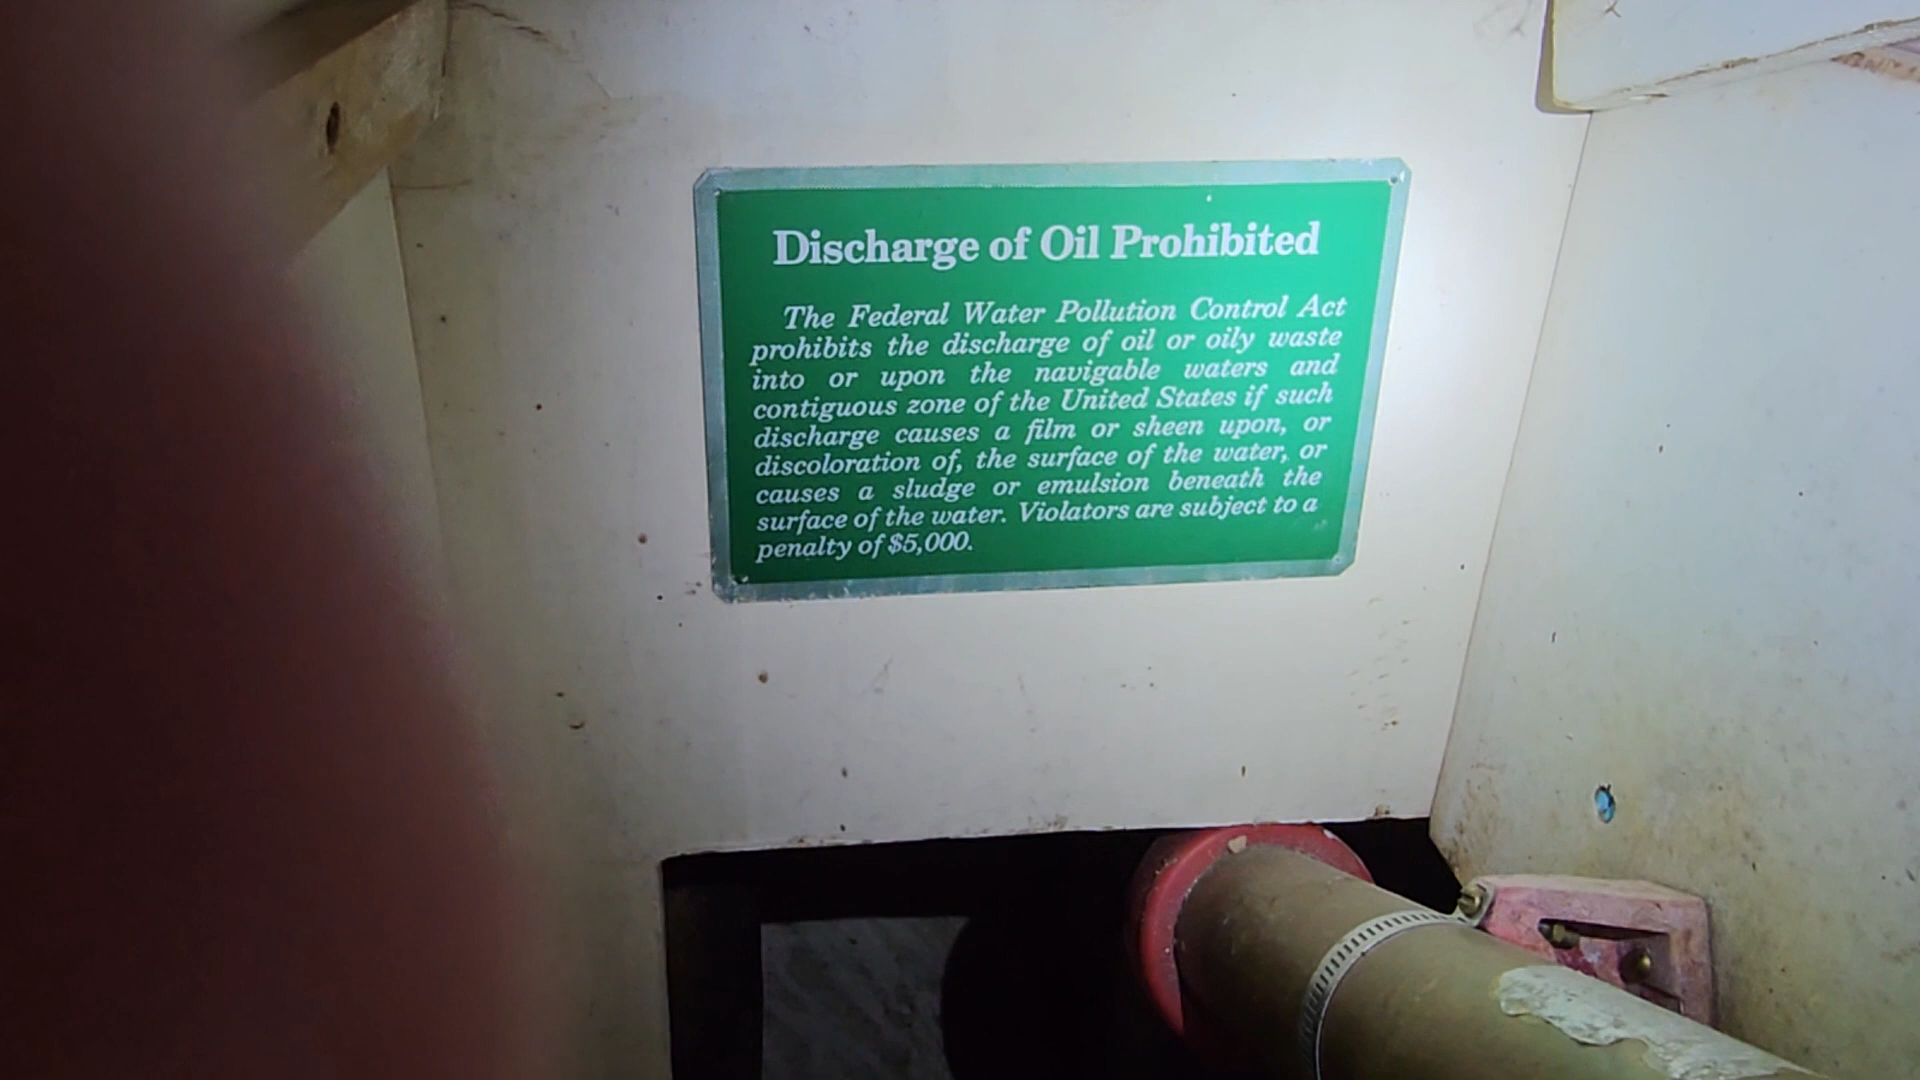 Discharge of Oil Prohibited
The Federal Water Pollution Control Act
prohibits the discharge of oil or oily waste
into or upon the navigable waters and
contiguous zone of the United States if such
discharge causes a film or sheen upon, or
discoloration of, the surface of the water, or
causes a sludge or emulsion beneath the
surface of the water. Violators are subject to a
penalty of $5,000.